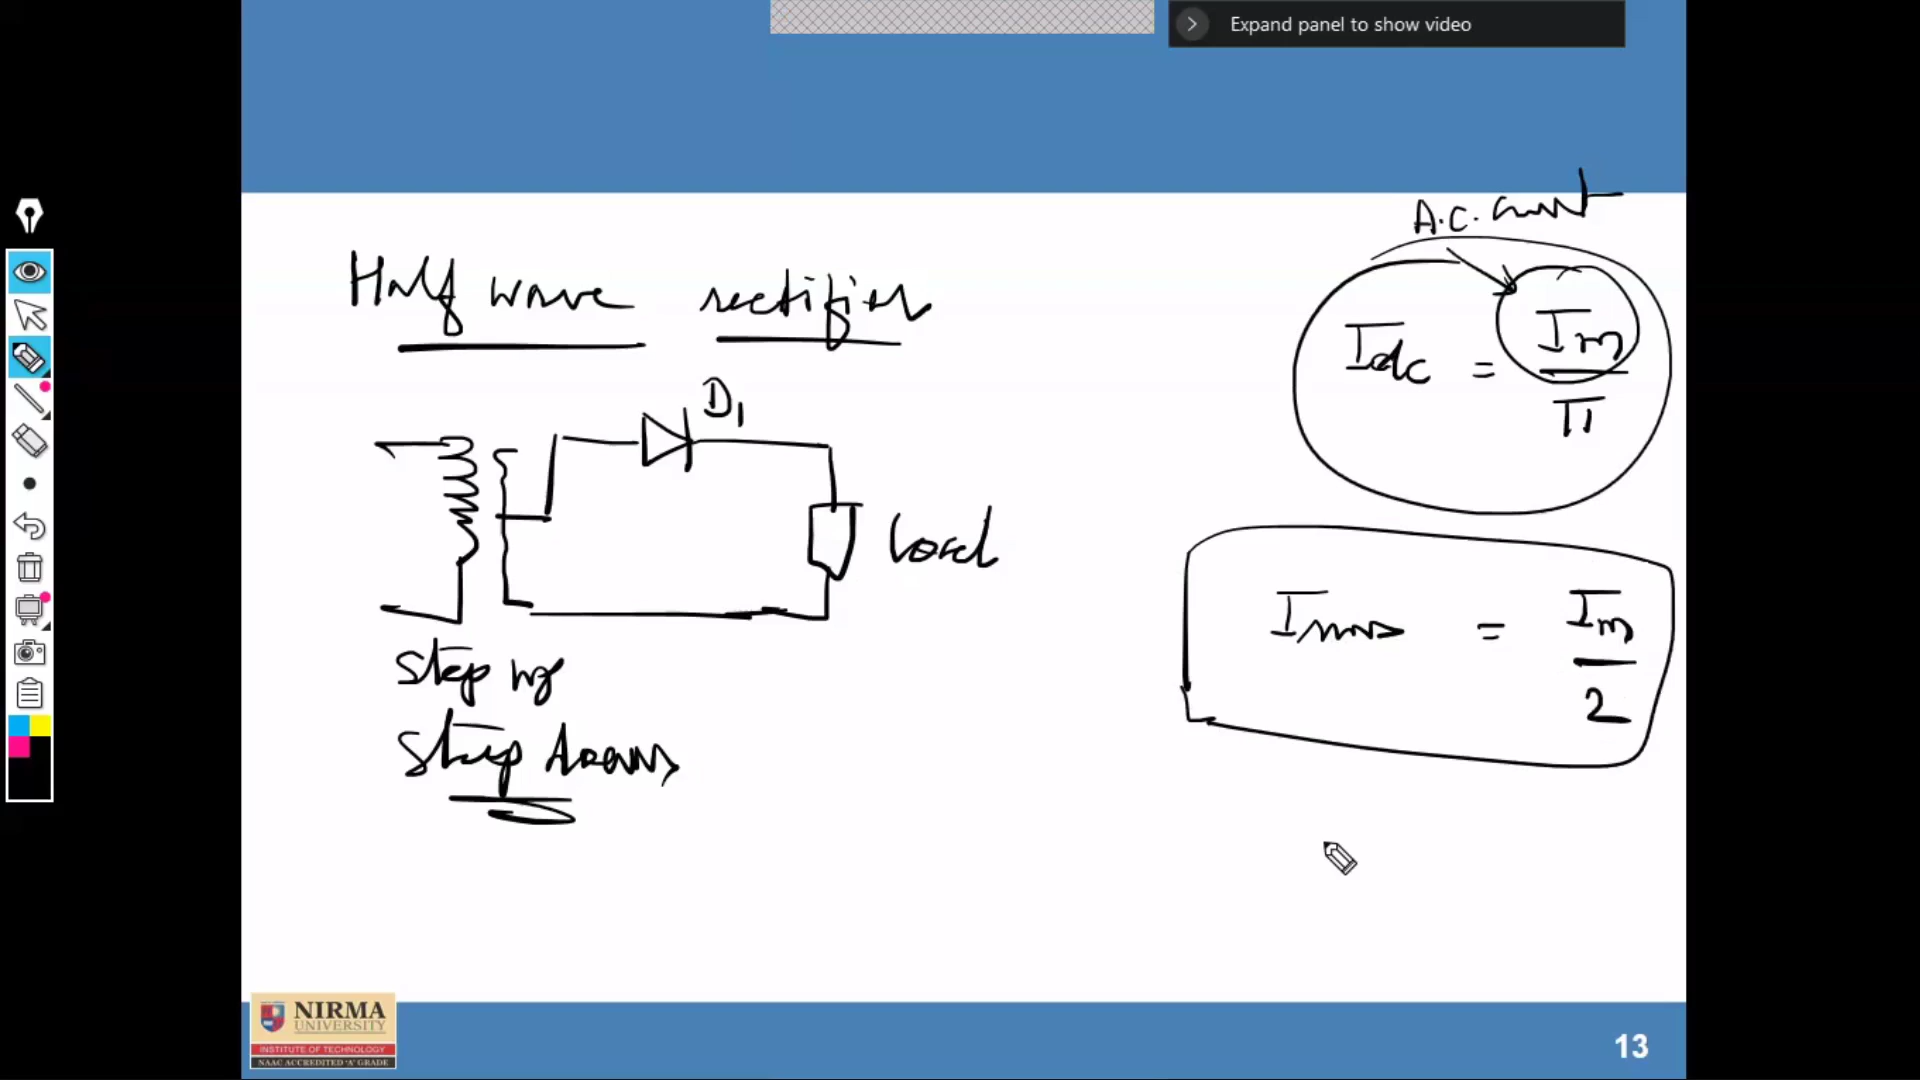 Expand panel to show video
A.C. current
Half wave rectifier
Idc = Im / π
D1
Load
Irms = Im / 2
Step up
Step down
NIRMA
UNIVERSITY
INSTITUTE OF TECHNOLOGY
NAAC ACCREDITED 'A' GRADE
13